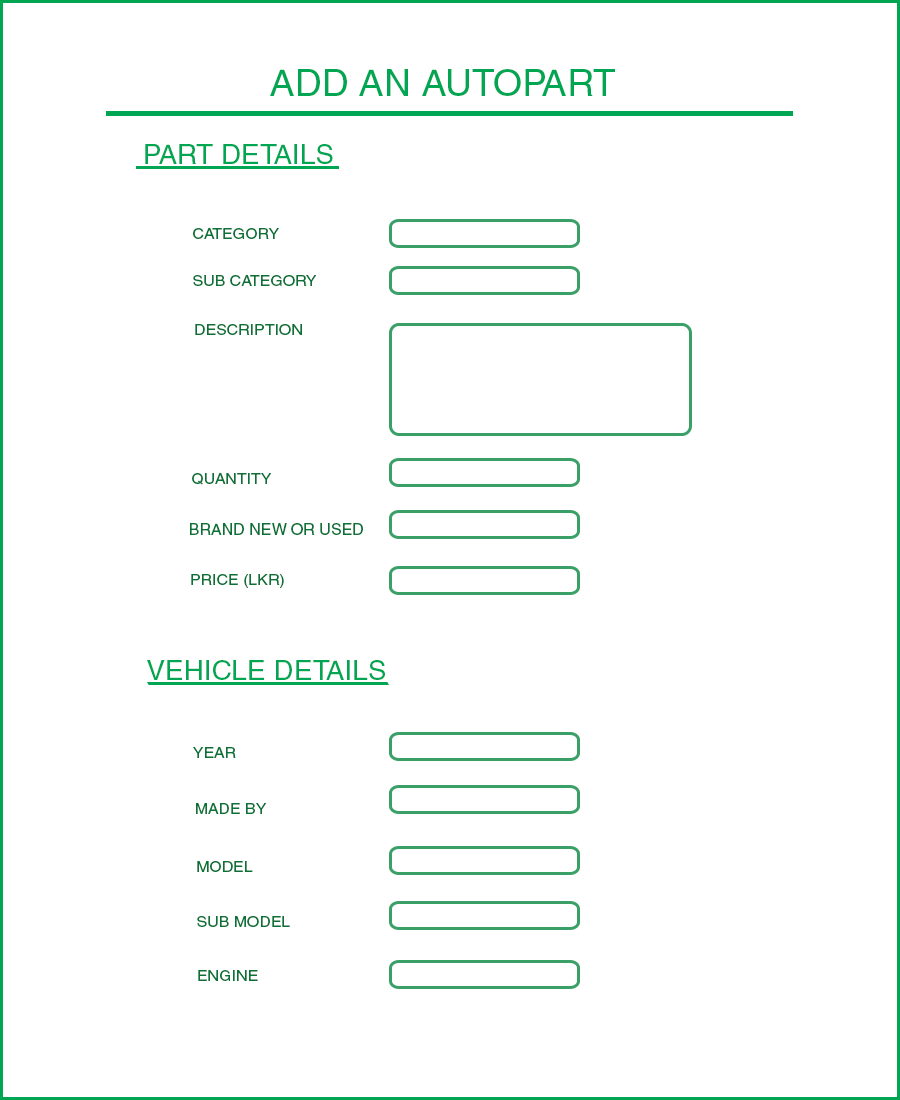 ADD AN AUTOPART
PART DETAILS
CATEGORY
SUB CATEGORY
DESCRIPTION
QUANTITY
BRAND NEW OR USED
PRICE (LKR)
VEHICLE DETAILS
YEAR
MADE BY
MODEL
SUB MODEL
ENGINE